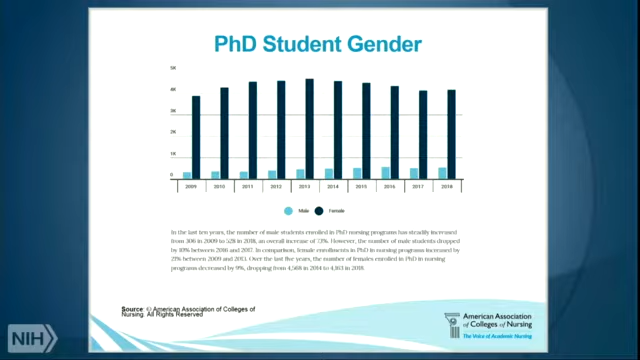 PhD Student Gender
5K
4K
3K
2K
1K
0
2009 2010 2011 2012 2013 2014 2015 2016 2017 2018
Male Female
In the last ten years, the number of male students enrolled in PhD nursing programs has steadily increased
from 306 in 2009 to 528 in 2018, an overall increase of 73%. However, the number of male students dropped
by 10% between 2016 and 2017. In comparison, female enrollments in PhD in nursing programs increased by
21% between 2009 and 2013. Over the last five years, the number of females enrolled in PhD in nursing
programs decreased by 9%, dropping from 4,568 in 2014 to 4,163 in 2018.
Source: © American Association of Colleges of
Nursing. All Rights Reserved
American Association
of Colleges of Nursing
The Voice of Academic Nursing
NIH